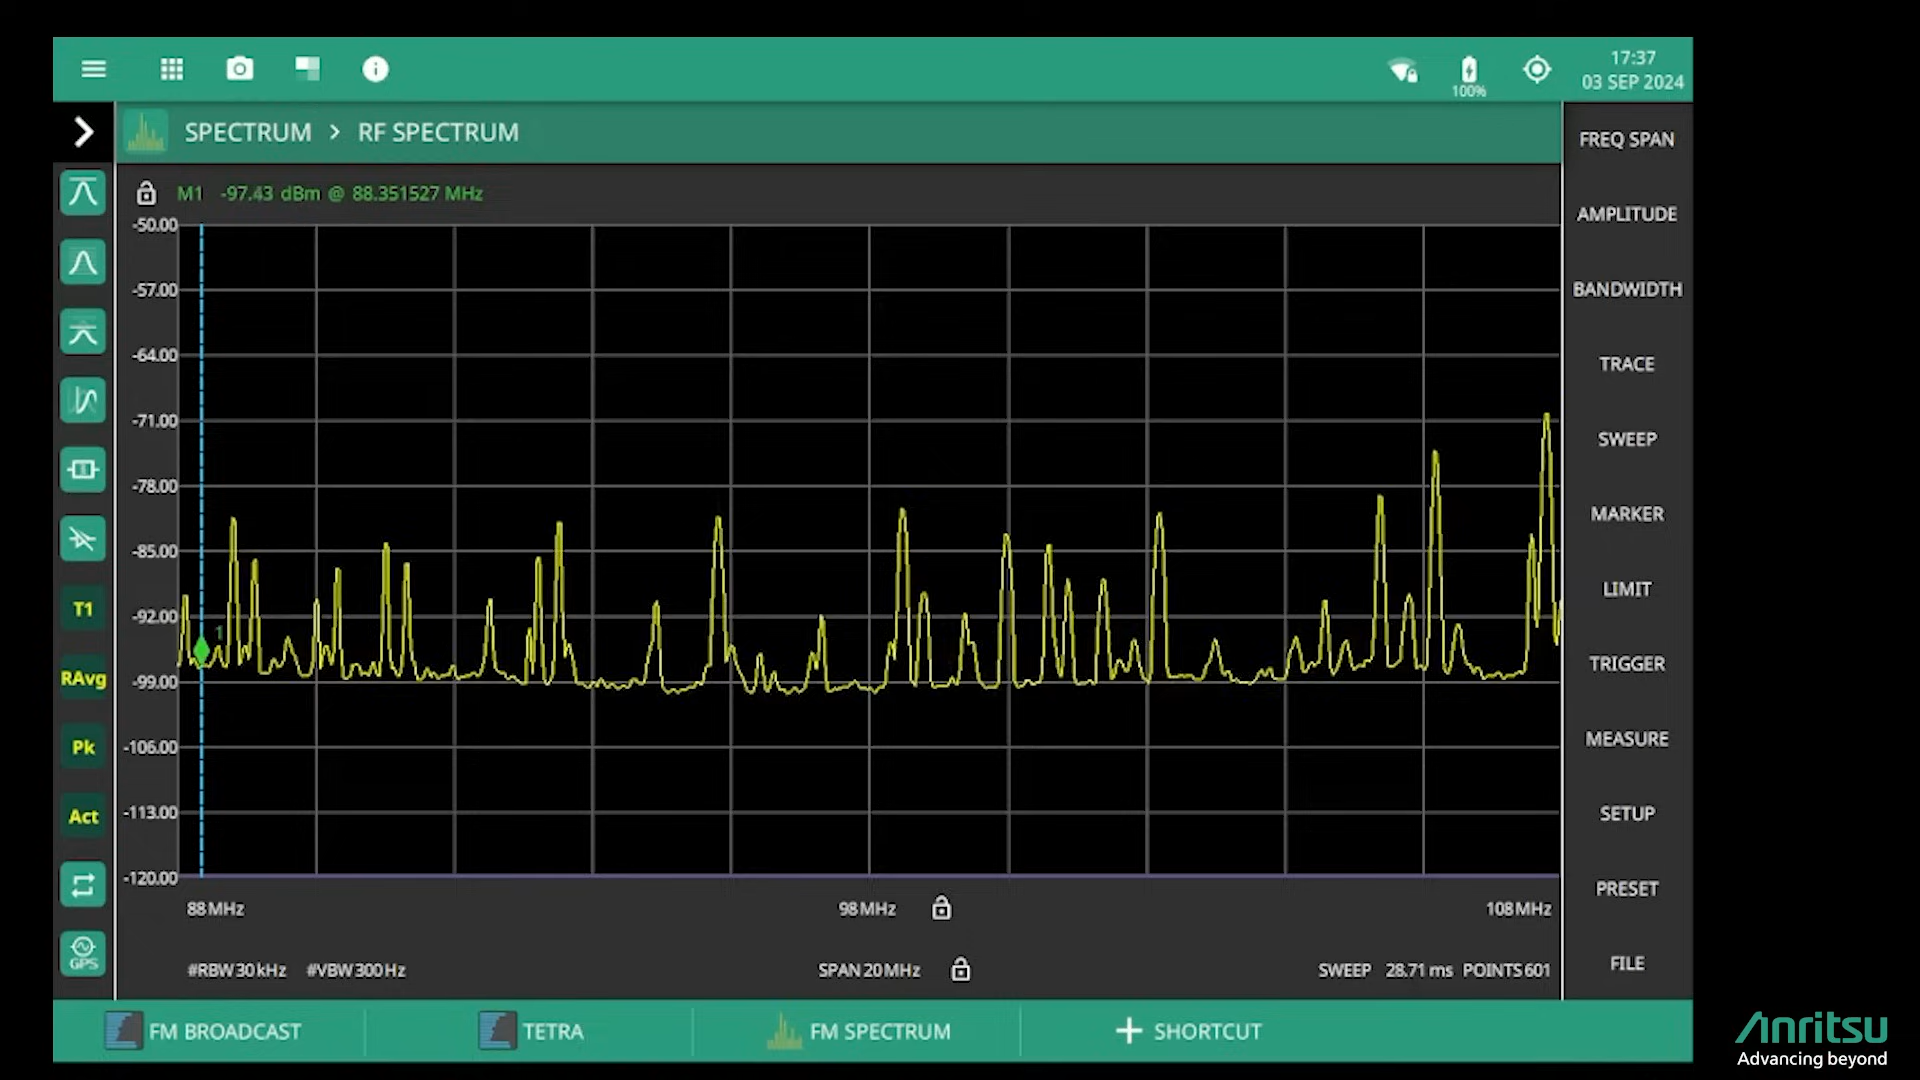 17:37
100%
03 SEP 2024
SPECTRUM > RF SPECTRUM
FREQ SPAN
M1 -97.43 dBm @ 88.351527 MHz
AMPLITUDE
BANDWIDTH
TRACE
SWEEP
MARKER
LIMIT
TRIGGER
MEASURE
SETUP
PRESET
FILE
-50.00
-57.00
-64.00
-71.00
-78.00
-85.00
-92.00
-99.00
-106.00
-113.00
-120.00
1
T1
RAvg
Pk
Act
GPS
88 MHz 98 MHz 108 MHz
#RBW 30 kHz #VBW 300 Hz SPAN 20 MHz SWEEP 28.71 ms POINTS 601
FM BROADCAST TETRA FM SPECTRUM + SHORTCUT
Anritsu
Advancing beyond